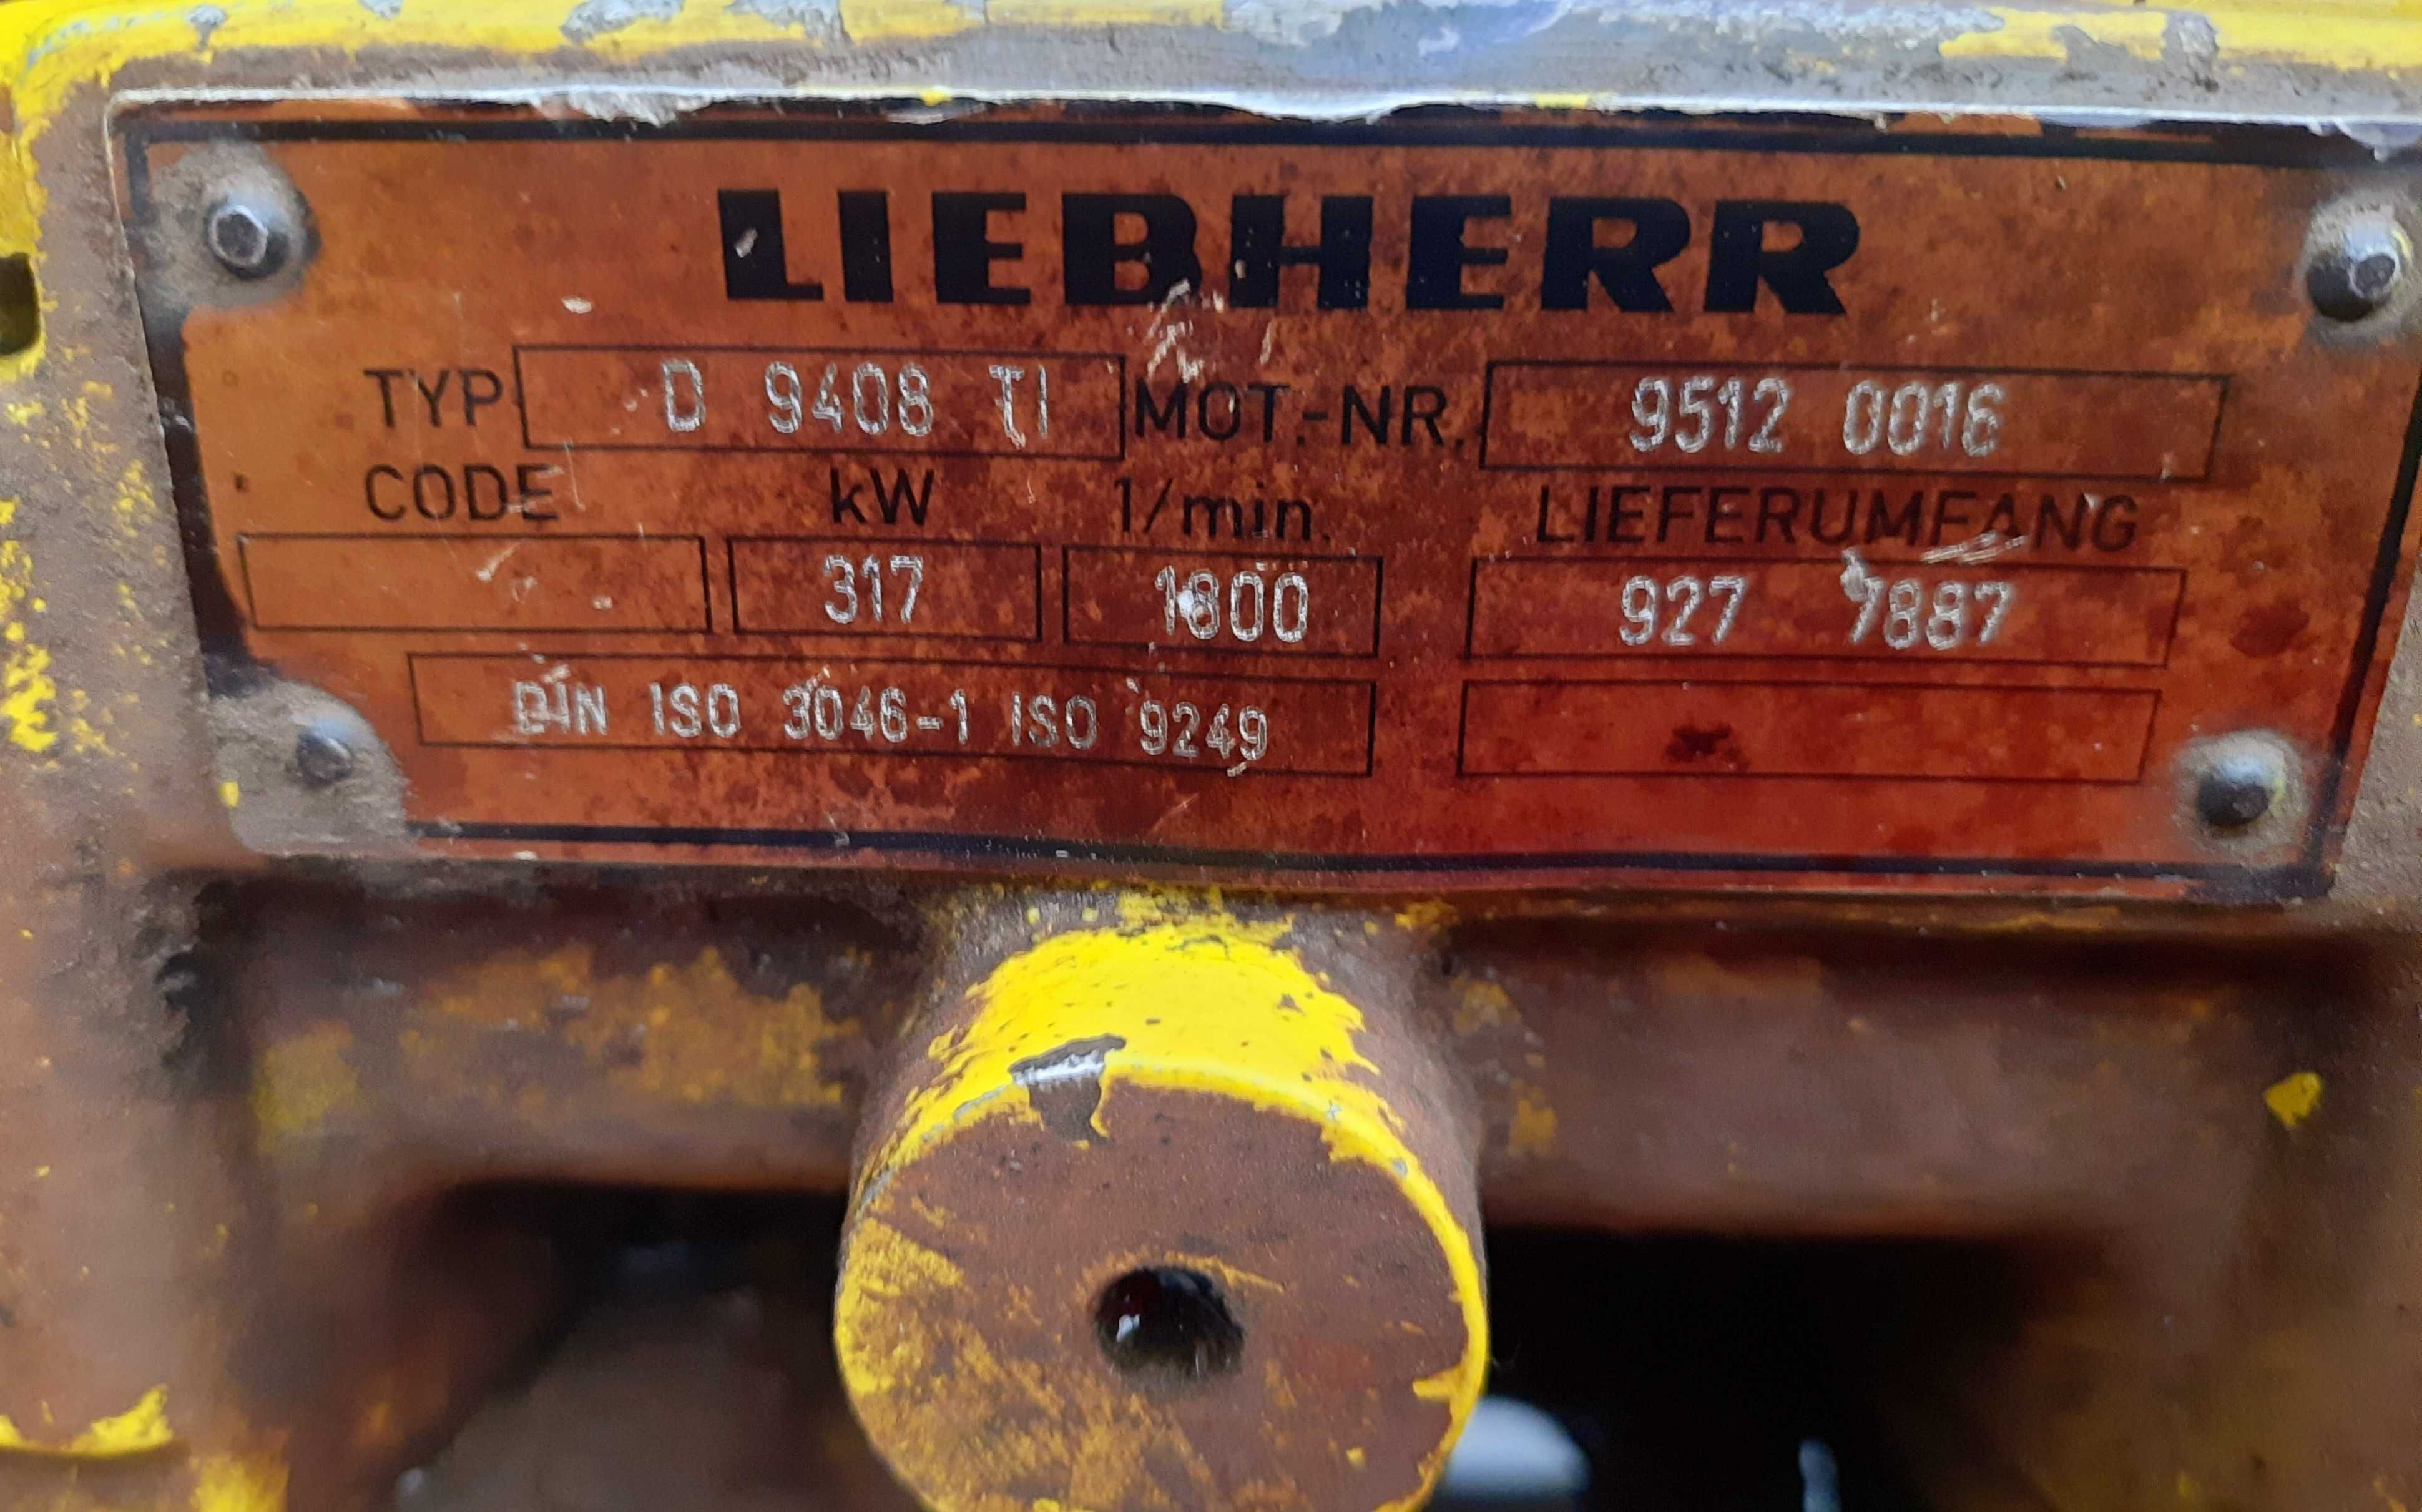 LIEBHERR
TYP D 9408 TI MOT.-NR. 9512 0016
CODE kW 1/min. LIEFERUMFANG
317 1800 927 7887
DIN ISO 3046-1 ISO 9249